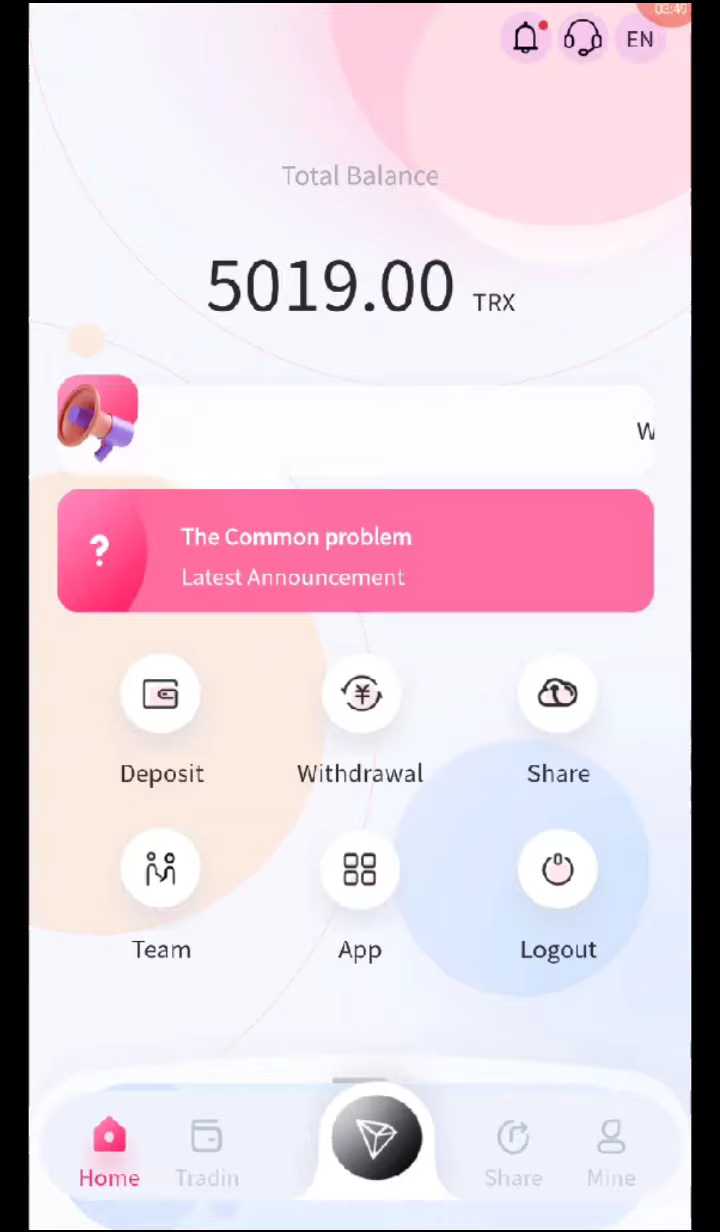 EN
Total Balance
5019.00 TRX
W
The Common problem
Latest Announcement
Deposit Withdrawal Share
Team App Logout
Home Tradin Share Mine